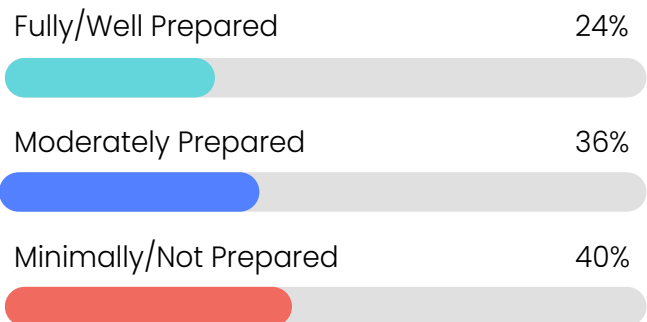 Fully/Well Prepared 24%
Moderately Prepared 36%
Minimally/Not Prepared 40%